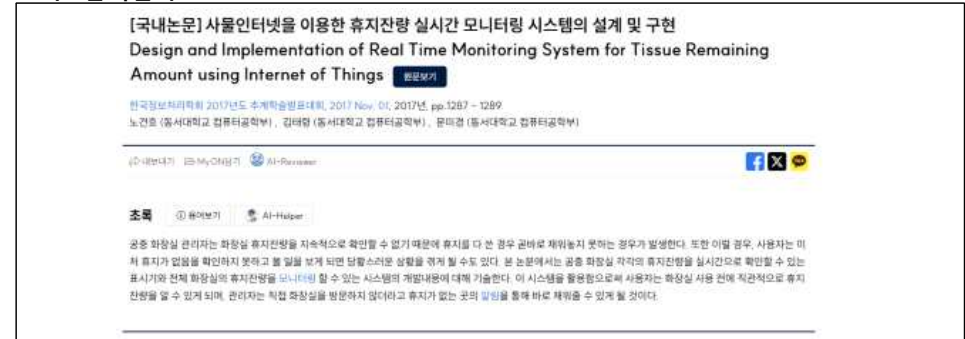 [국내논문] 사물인터넷을 이용한 휴지잔량 실시간 모니터링 시스템의 설계 및 구현
Design and Implementation of Real Time Monitoring System for Tissue Remaining
Amount using Internet of Things 원문보기
한국정보처리학회 2017년도 추계학술발표대회, 2017 Nov. 01, 2017년, pp.1287 - 1289
노건호 (동서대학교 컴퓨터공학부), 김태형 (동서대학교 컴퓨터공학부), 문미경 (동서대학교 컴퓨터공학부)
내보내기 My ON담기 AI-Reviewer
초록 용어보기 AI-Helper
공중 화장실 관리자는 화장실 휴지잔량을 지속적으로 확인할 수 없기 때문에 휴지를 다 쓴 경우 곧바로 채워놓지 못하는 경우가 발생한다. 또한 이럴 경우, 사용자는 미
처 휴지가 없음을 확인하지 못하고 볼 일을 보게 되면 당황스러운 상황을 겪게 될 수도 있다. 본 논문에서는 공중 화장실 각각의 휴지잔량을 실시간으로 확인할 수 있는
표시기와 전체 화장실의 휴지잔량을 모니터링 할 수 있는 시스템의 개발내용에 대해 기술한다. 이 시스템을 활용함으로써 사용자는 화장실 사용 전에 직관적으로 휴지
잔량을 알 수 있게 되며, 관리자는 직접 화장실을 방문하지 않더라고 휴지가 없는 곳의 알림을 통해 바로 채워줄 수 있게 될 것이다.